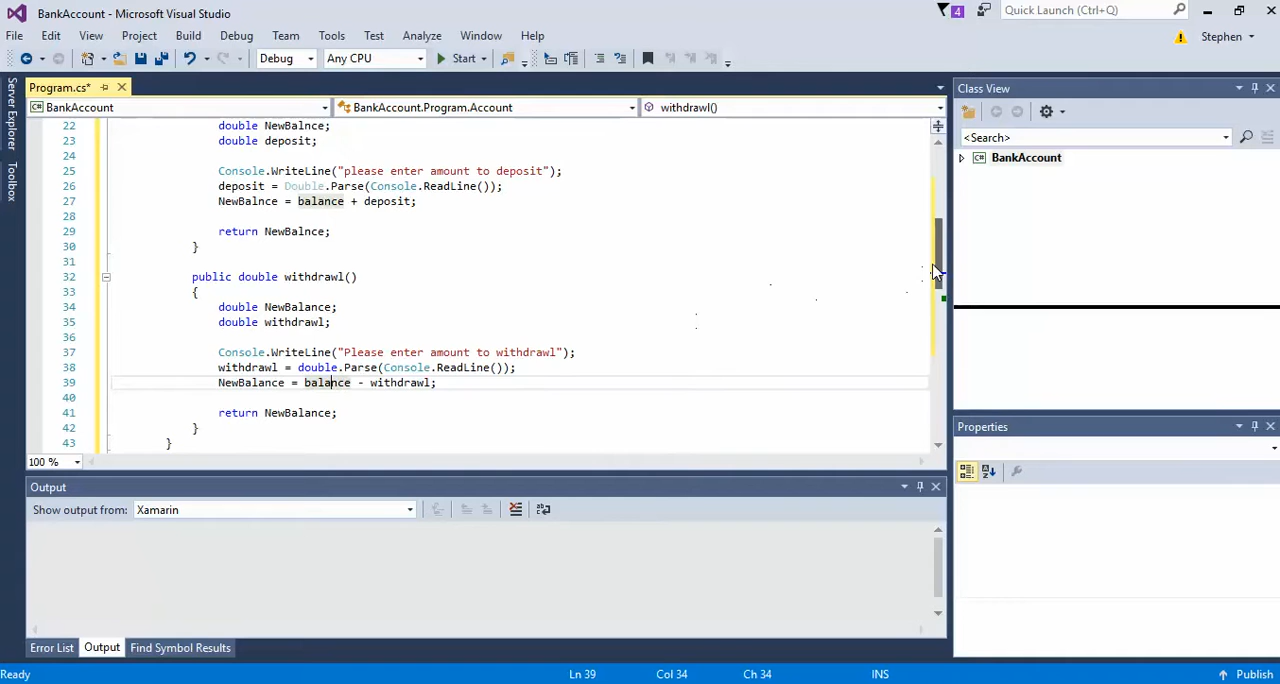 BankAccount - Microsoft Visual Studio
4
Quick Launch (Ctrl+Q)
File Edit View Project Build Debug Team Tools Test Analyze Window Help
Stephen
Debug Any CPU Start
Server Explorer
Toolbox
Program.cs*
BankAccount BankAccount.Program.Account withdrawl()
22 double NewBalnce;
23 double deposit;
24
25 Console.WriteLine("please enter amount to deposit");
26 deposit = Double.Parse(Console.ReadLine());
27 NewBalnce = balance + deposit;
28
29 return NewBalnce;
30 }
31
32 public double withdrawl()
33 {
34 double NewBalance;
35 double withdrawl;
36
37 Console.WriteLine("Please enter amount to withdrawl");
38 withdrawl = double.Parse(Console.ReadLine());
39 NewBalance = balance - withdrawl;
40
41 return NewBalance;
42 }
43 }
100 %
Class View
<Search>
C# BankAccount
Properties
Output
Show output from: Xamarin
Error List Output Find Symbol Results
Ready Ln 39 Col 34 Ch 34 INS Publish